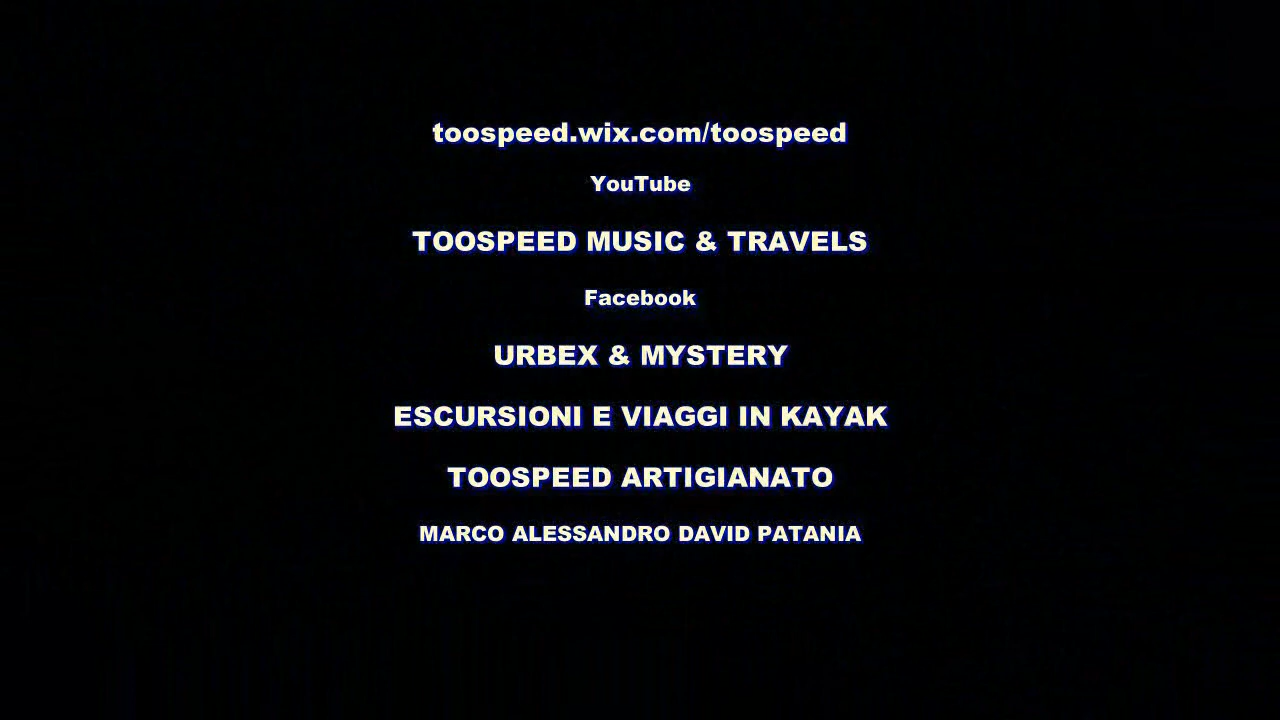 toospeed.wix.com/toospeed
YouTube
TOOSPEED MUSIC & TRAVELS
Facebook
URBEX & MYSTERY
ESCURSIONI E VIAGGI IN KAYAK
TOOSPEED ARTIGIANATO
MARCO ALESSANDRO DAVID PATANIA